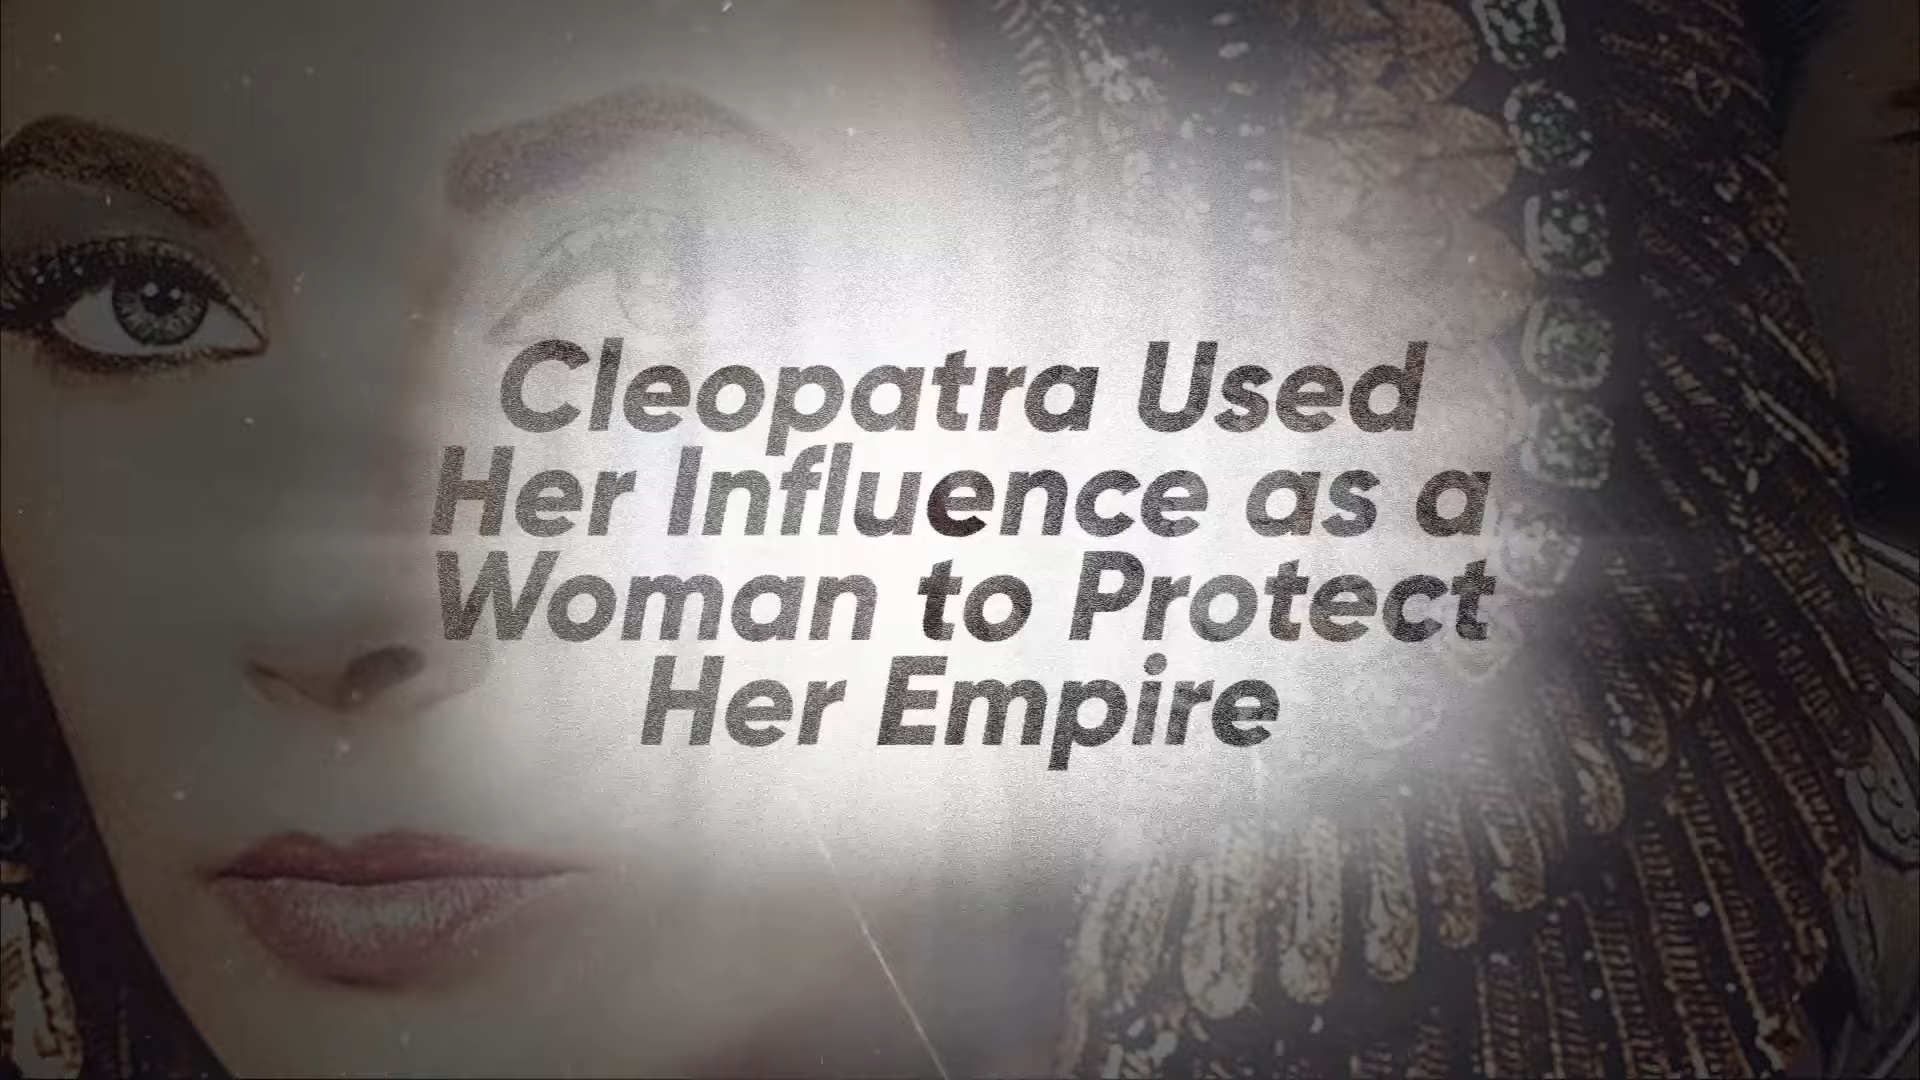 Cleopatra Used
Her Influence as a
Woman to Protect
Her Empire